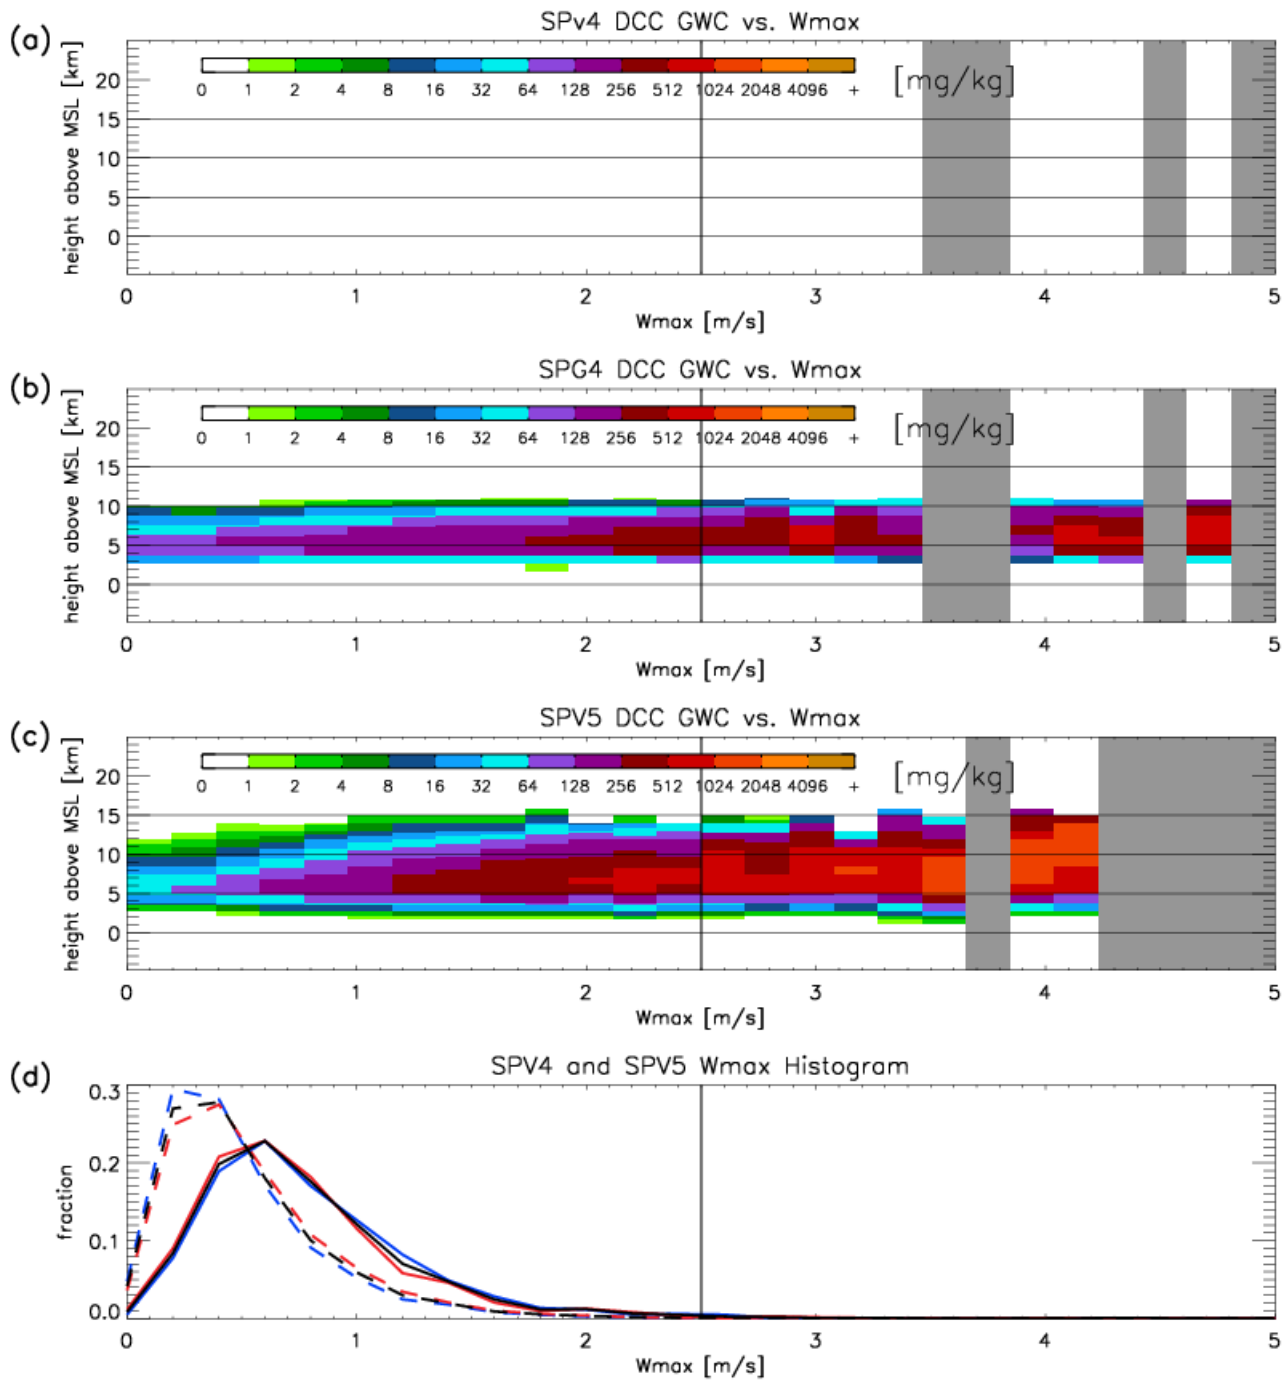 (a)
SPv4 DCC GWC vs. Wmax
height above MSL [km]
20
15
10
5
0
0 1 2 4 8 16 32 64 128 256 512 1024 2048 4096 +
[mg/kg]
0 1 2 3 4 5
Wmax [m/s]
(b)
SPG4 DCC GWC vs. Wmax
height above MSL [km]
20
15
10
5
0
0 1 2 4 8 16 32 64 128 256 512 1024 2048 4096 +
[mg/kg]
0 1 2 3 4 5
Wmax [m/s]
(c)
SPV5 DCC GWC vs. Wmax
height above MSL [km]
20
15
10
5
0
0 1 2 4 8 16 32 64 128 256 512 1024 2048 4096 +
[mg/kg]
0 1 2 3 4 5
Wmax [m/s]
(d)
SPV4 and SPV5 Wmax Histogram
fraction
0.3
0.2
0.1
0.0
0 1 2 3 4 5
Wmax [m/s]